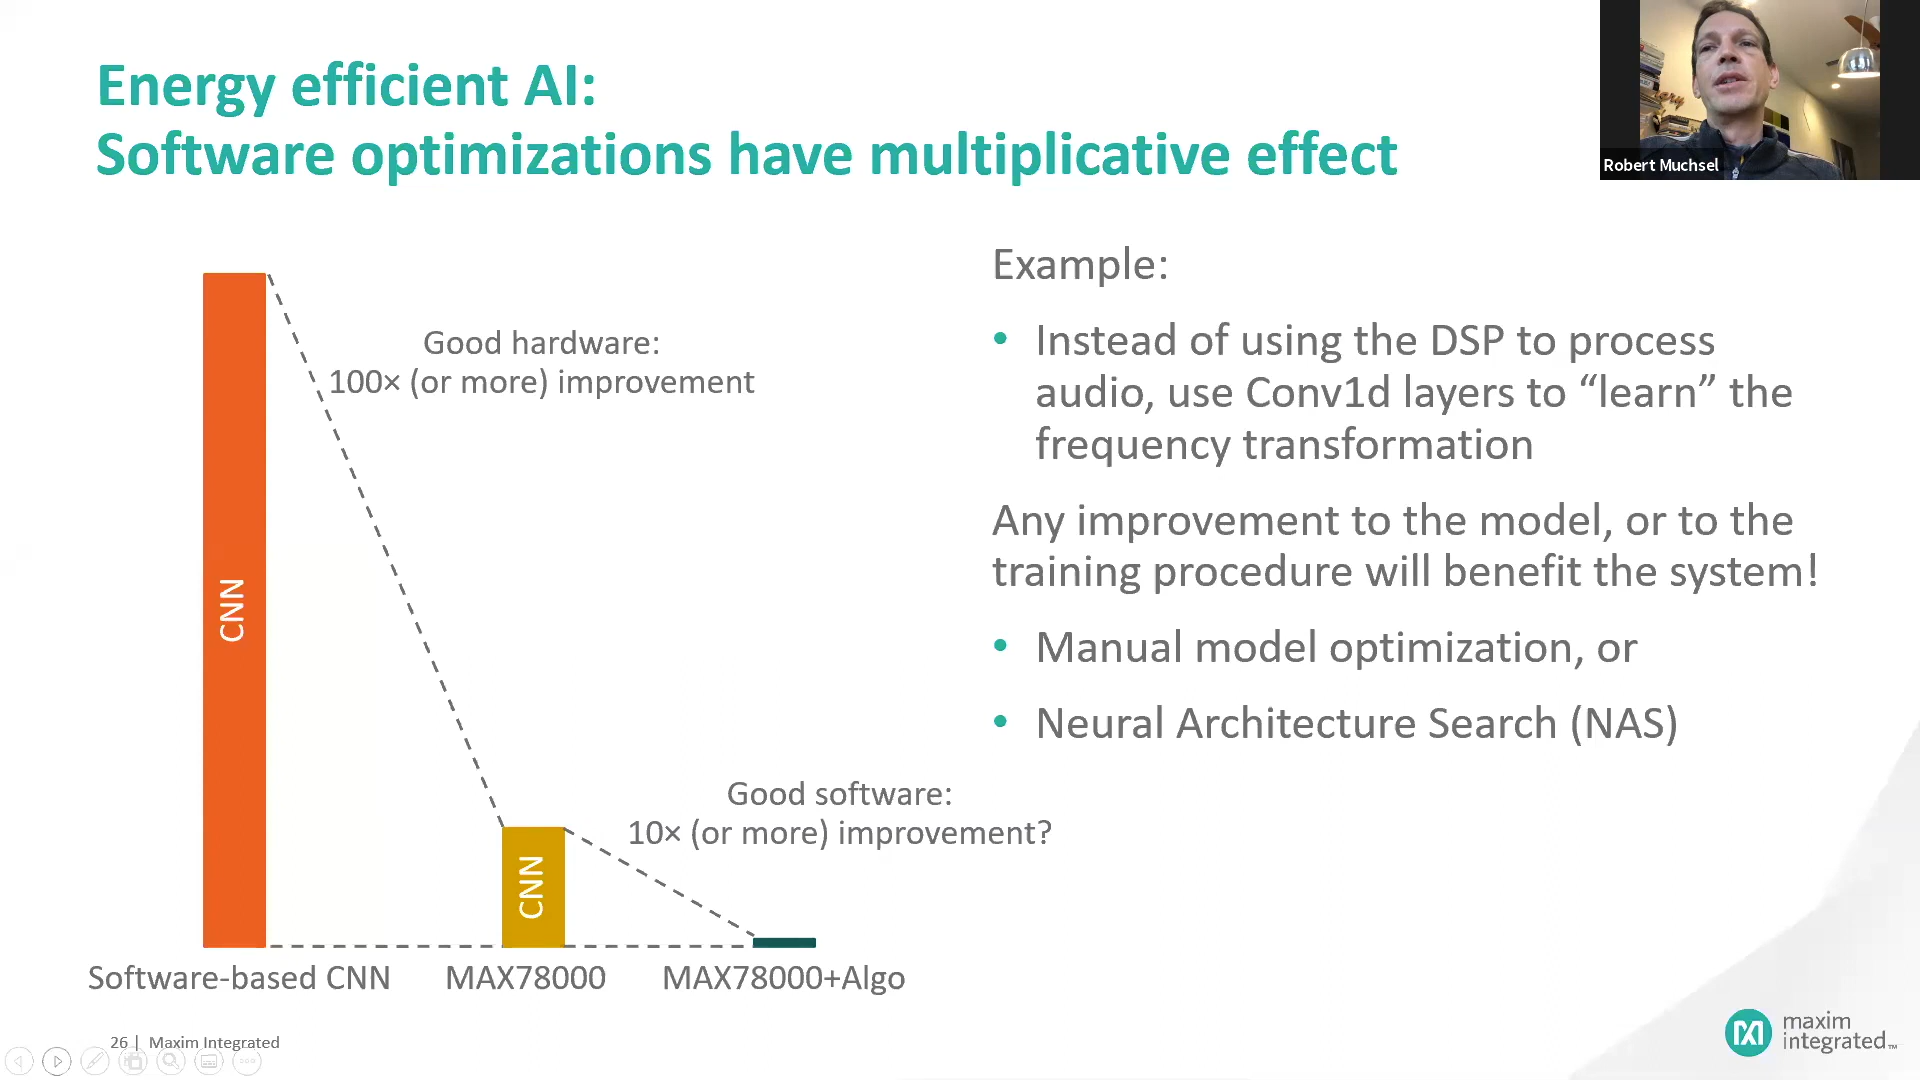 Energy efficient AI:
Software optimizations have multiplicative effect
Robert Muchsel
Good hardware:
100× (or more) improvement
CNN
CNN
Good software:
10× (or more) improvement?
Software-based CNN
MAX78000
MAX78000+Algo
Example:
• Instead of using the DSP to process
audio, use Conv1d layers to “learn” the
frequency transformation
Any improvement to the model, or to the
training procedure will benefit the system!
• Manual model optimization, or
• Neural Architecture Search (NAS)
26 | Maxim Integrated
maxim
integrated™